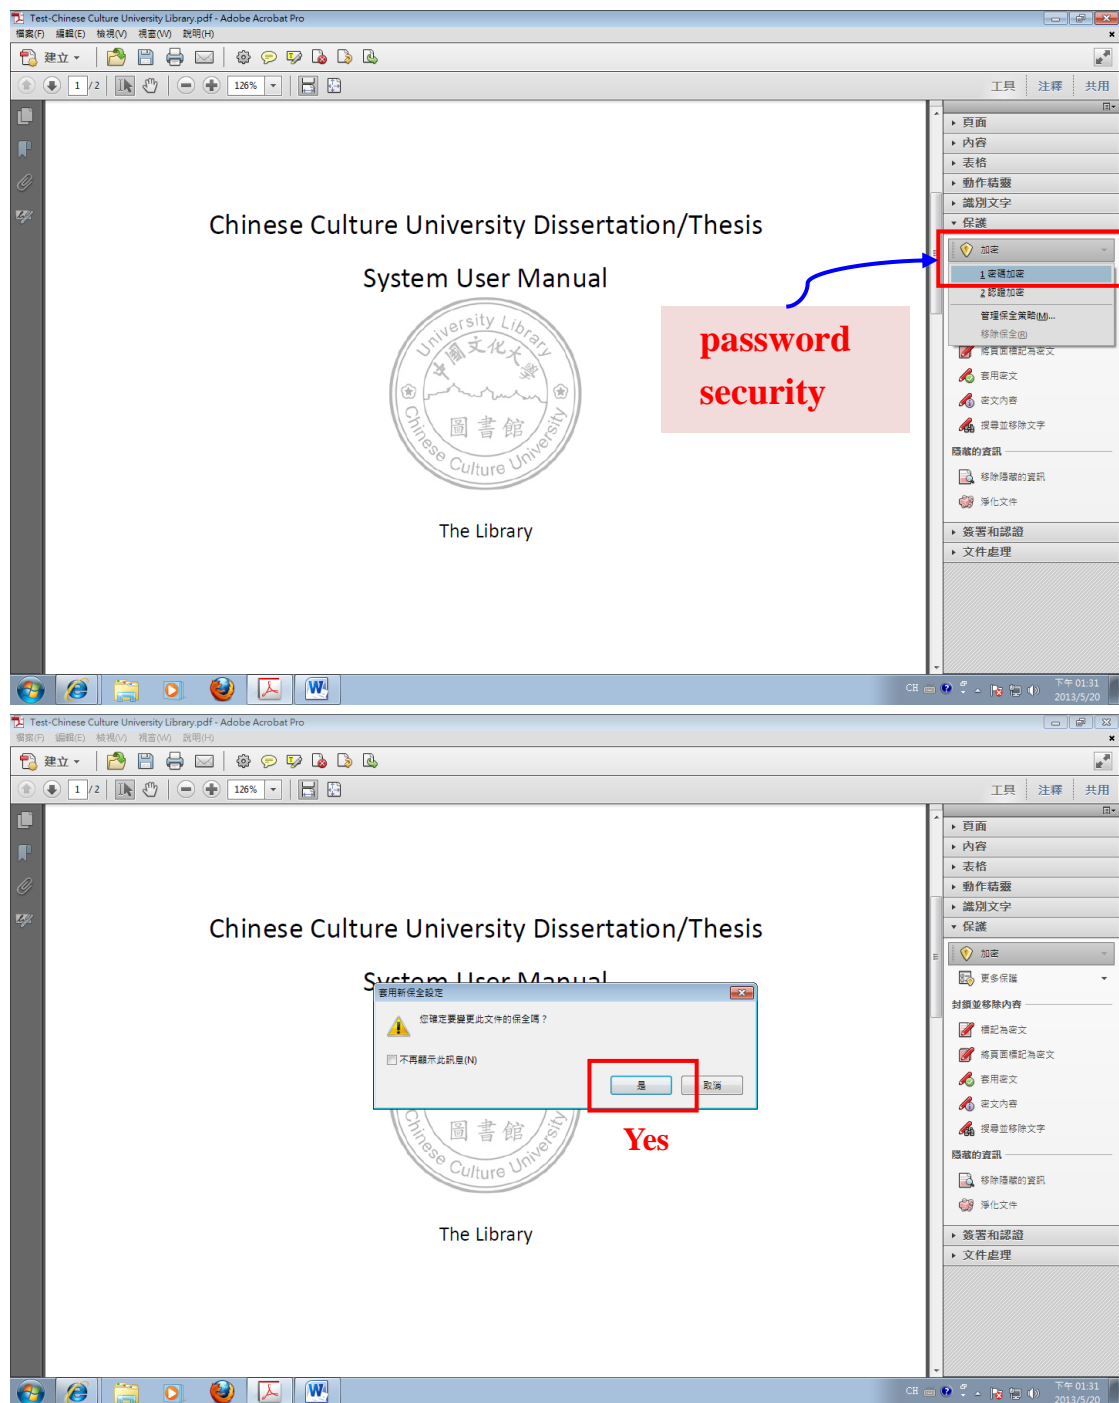 Test-Chinese Culture University Library.pdf - Adobe Acrobat Pro
檔案(F) 編輯(E) 檢視(V) 視窗(W) 說明(H)
建立
1 / 2 126% 工具 注釋 共用
頁面
內容
表格
動作精靈
識別文字
保護
加密
1 密碼加密
2 認證加密
管理保全策略(M)...
移除保全(R)
將頁面標記為密文
套用密文
密文內容
搜尋並移除文字
隱藏的資訊
移除隱藏的資訊
淨化文件
簽署和認證
文件處理
Chinese Culture University Dissertation/Thesis
System User Manual
University Library
中國文化大學
圖書館
Chinese Culture University
The Library
password
security
CH
下午 01:31
2013/5/20
Test-Chinese Culture University Library.pdf - Adobe Acrobat Pro
檔案(F) 編輯(E) 檢視(V) 視窗(W) 說明(H)
建立
1 / 2 126% 工具 注釋 共用
頁面
內容
表格
動作精靈
識別文字
保護
加密
更多保護
封鎖並移除內容
標記為密文
將頁面標記為密文
套用密文
密文內容
搜尋並移除文字
隱藏的資訊
移除隱藏的資訊
淨化文件
簽署和認證
文件處理
Chinese Culture University Dissertation/Thesis
System User Manual
套用新保全設定
您確定要變更此文件的保全嗎？
不再顯示此訊息(N)
是 取消
Yes
圖書館
Chinese Culture University
The Library
CH
下午 01:31
2013/5/20